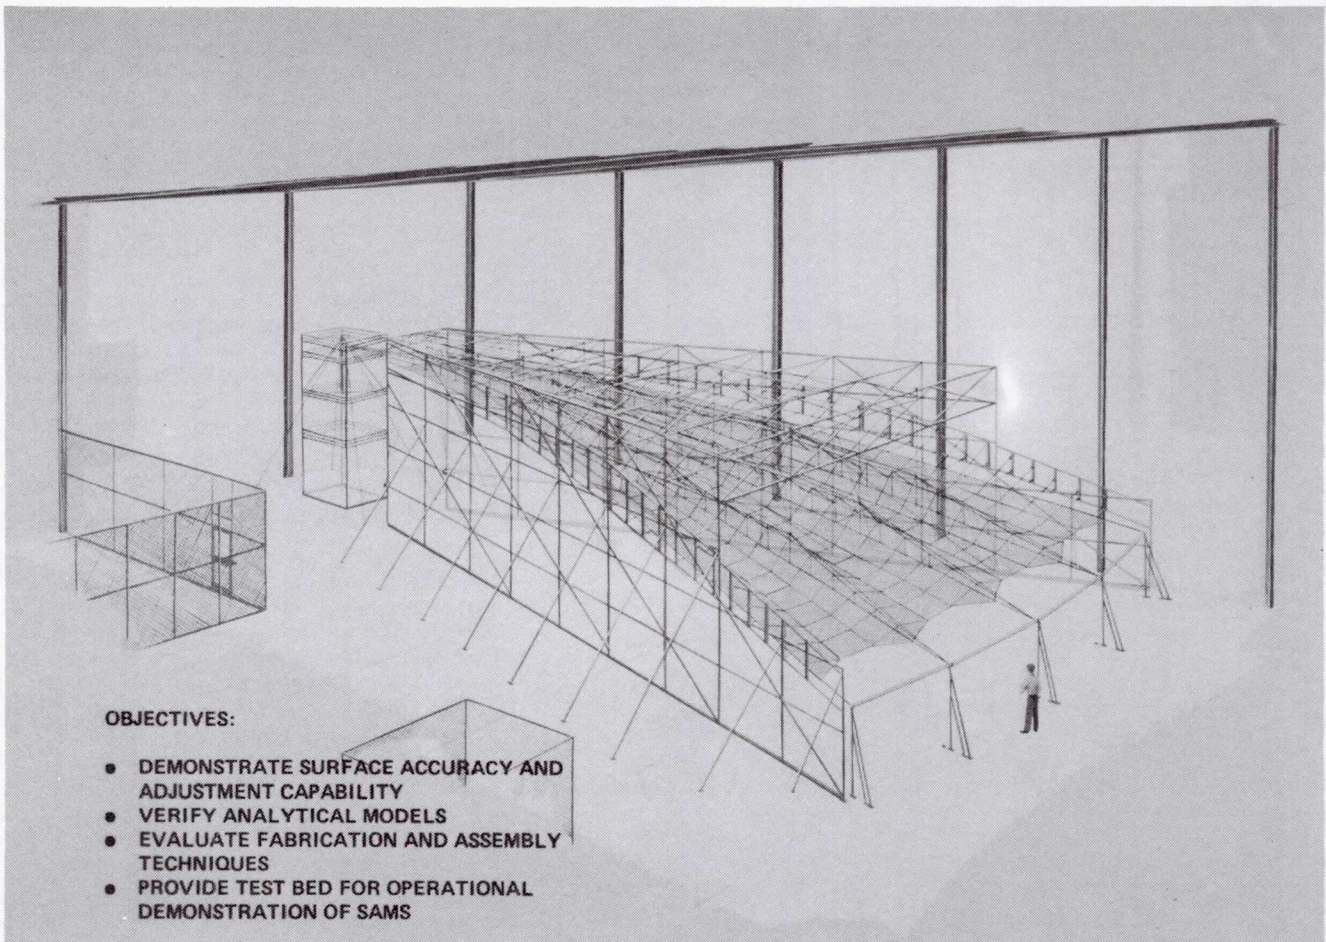 OBJECTIVES:
● DEMONSTRATE SURFACE ACCURACY AND
ADJUSTMENT CAPABILITY
● VERIFY ANALYTICAL MODELS
● EVALUATE FABRICATION AND ASSEMBLY
TECHNIQUES
● PROVIDE TEST BED FOR OPERATIONAL
DEMONSTRATION OF SAMS